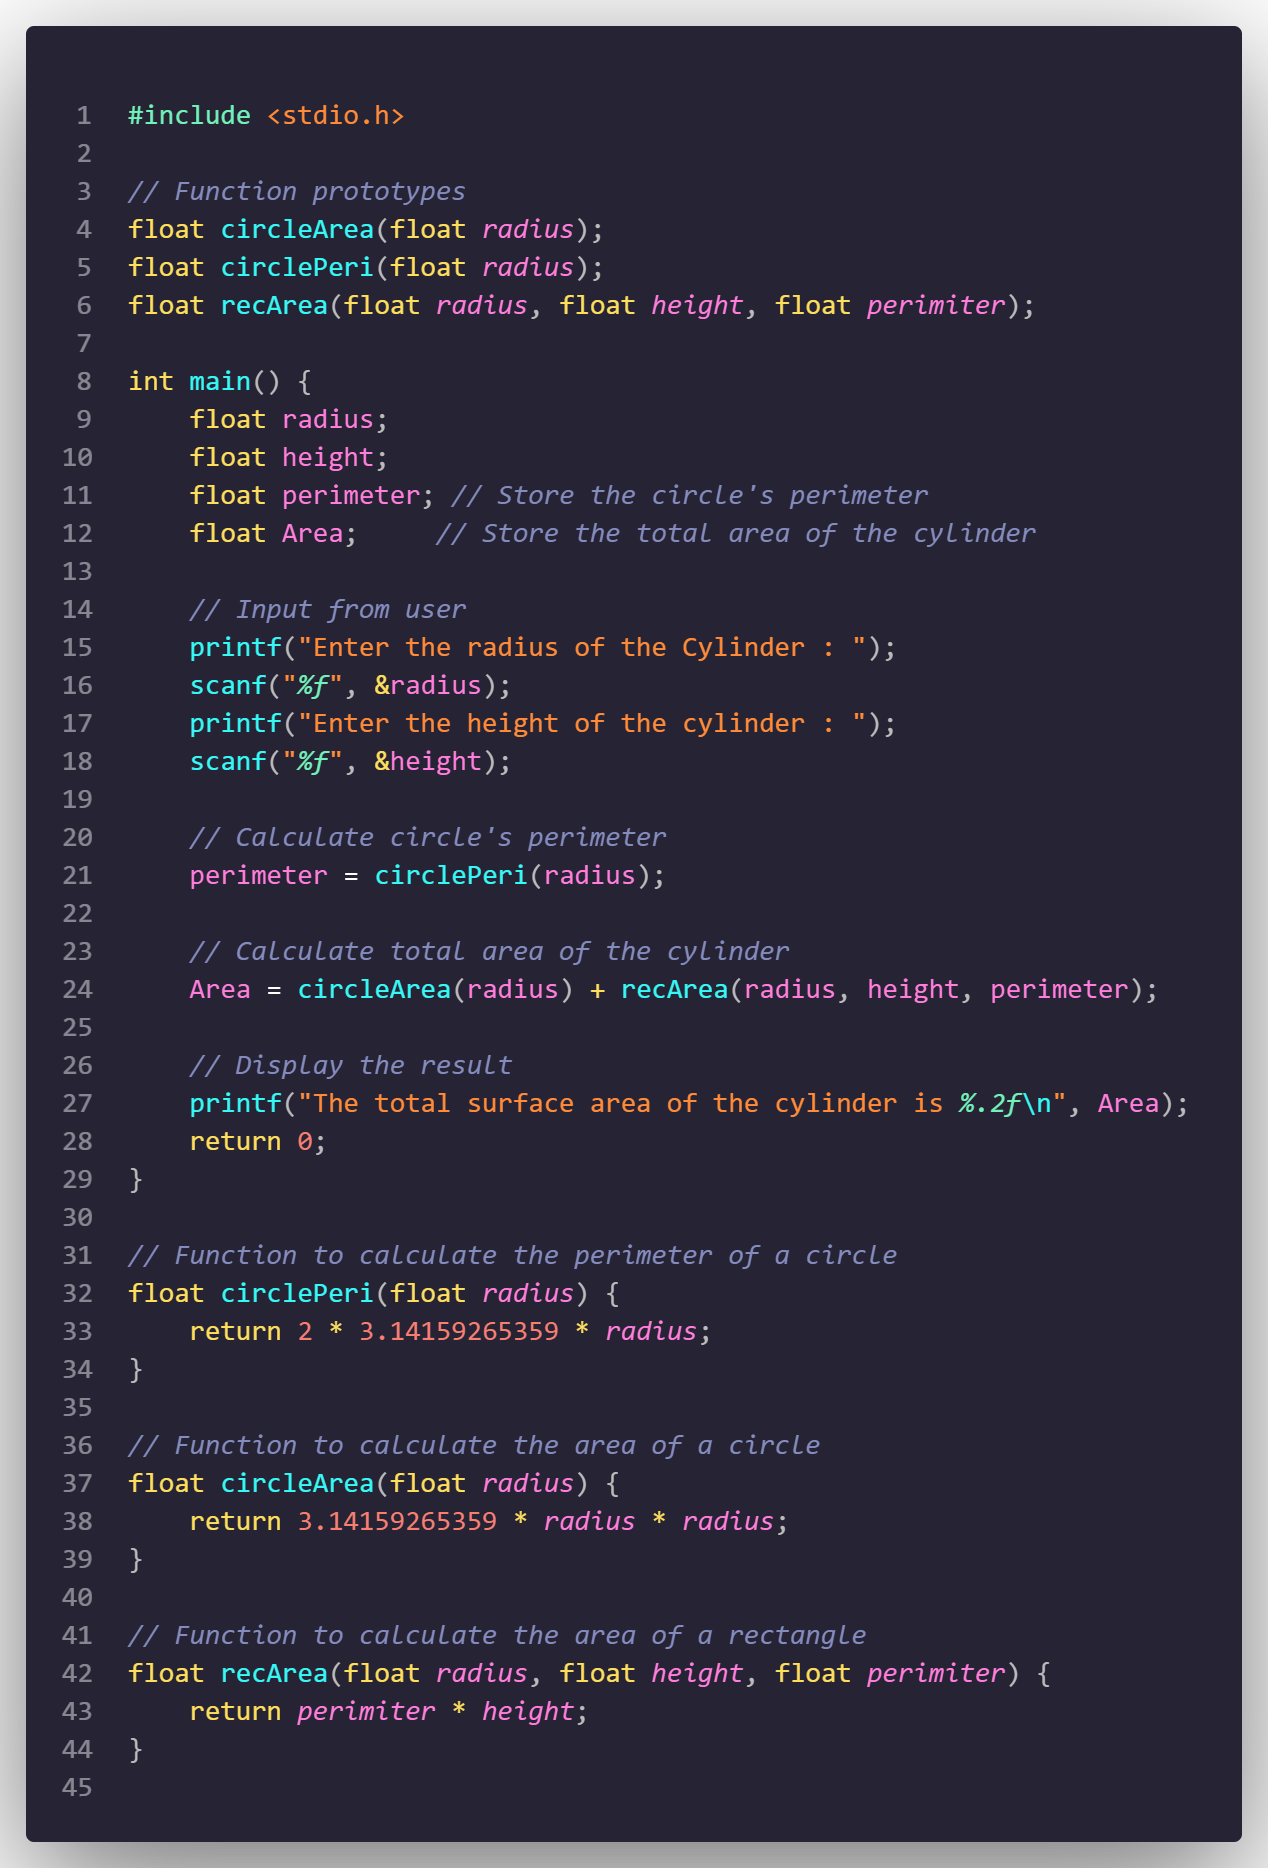 1 #include <stdio.h>
2
3 // Function prototypes
4 float circleArea(float radius);
5 float circlePeri(float radius);
6 float recArea(float radius, float height, float perimiter);
7
8 int main() {
9     float radius;
10     float height;
11     float perimeter; // Store the circle's perimeter
12     float Area;     // Store the total area of the cylinder
13
14     // Input from user
15     printf("Enter the radius of the Cylinder : ");
16     scanf("%f", &radius);
17     printf("Enter the height of the cylinder : ");
18     scanf("%f", &height);
19
20     // Calculate circle's perimeter
21     perimeter = circlePeri(radius);
22
23     // Calculate total area of the cylinder
24     Area = circleArea(radius) + recArea(radius, height, perimeter);
25
26     // Display the result
27     printf("The total surface area of the cylinder is %.2f\n", Area);
28     return 0;
29 }
30
31 // Function to calculate the perimeter of a circle
32 float circlePeri(float radius) {
33     return 2 * 3.14159265359 * radius;
34 }
35
36 // Function to calculate the area of a circle
37 float circleArea(float radius) {
38     return 3.14159265359 * radius * radius;
39 }
40
41 // Function to calculate the area of a rectangle
42 float recArea(float radius, float height, float perimiter) {
43     return perimiter * height;
44 }
45